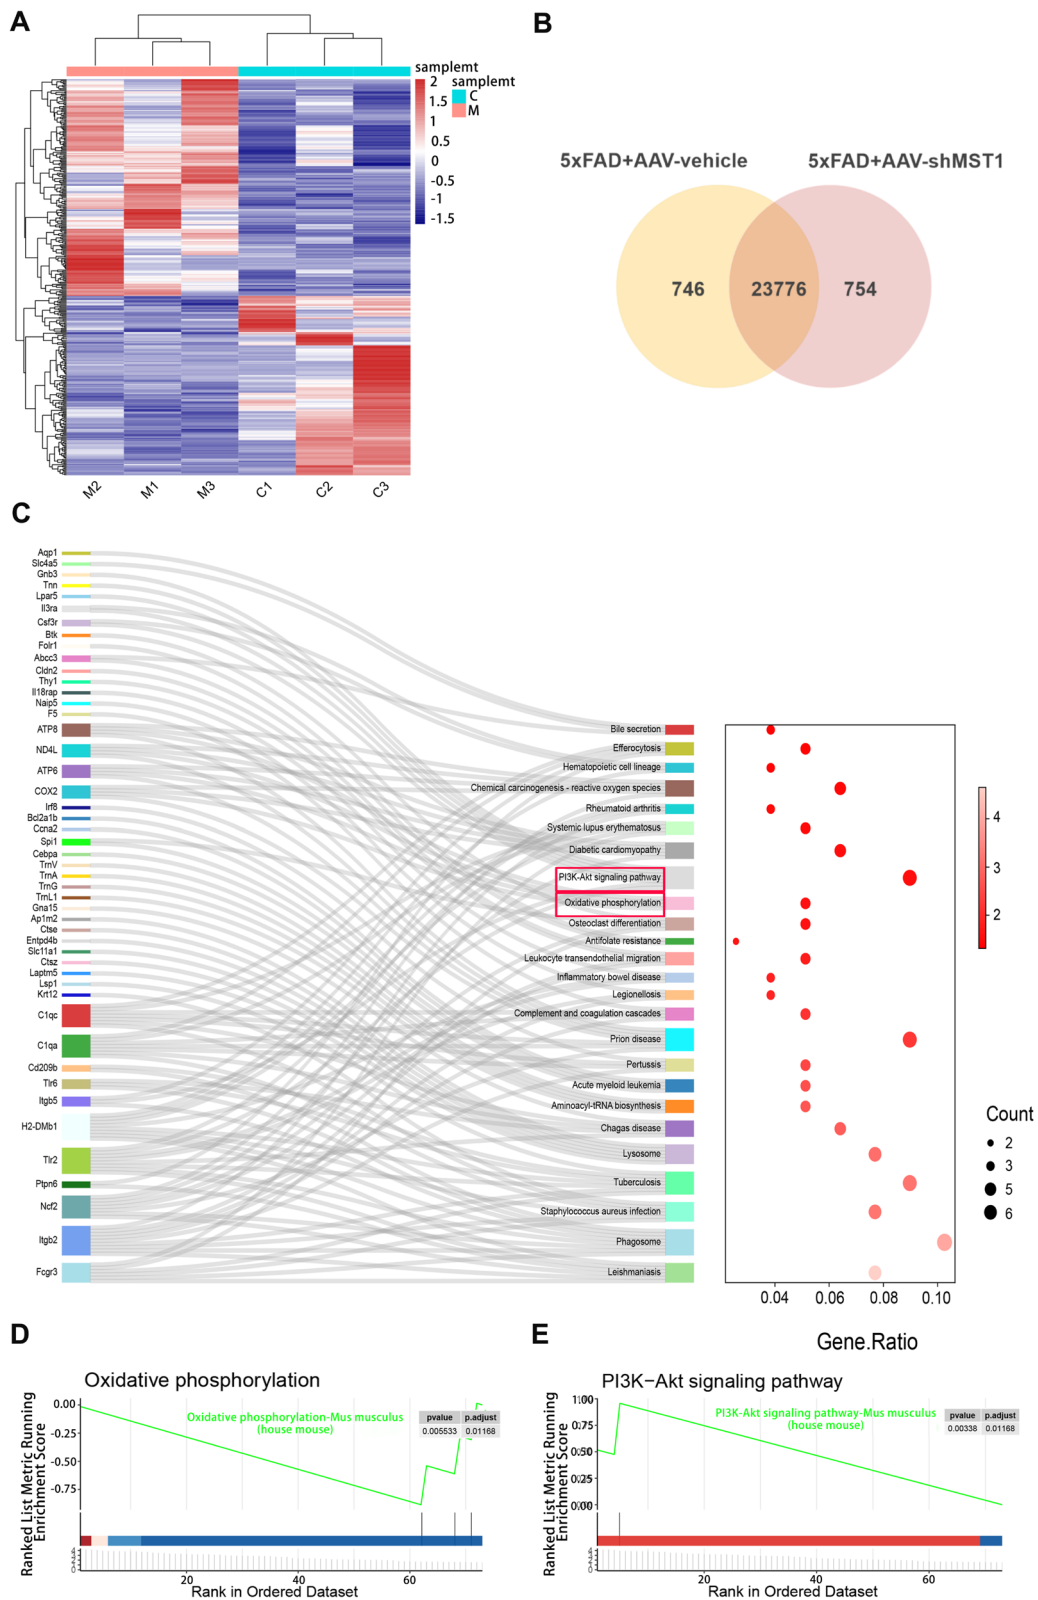 A
samplemt
2
1.5
1
0.5
0
-0.5
-1
-1.5
samplemt
C
M
M2
M1
M3
C1
C2
C3
B
5xFAD+AAV-vehicle
5xFAD+AAV-shMST1
746
23776
754
C
Aqp1
Slc4a5
Gnb3
Tnn
Lpar5
Il3ra
Csf3r
Btk
Folr1
Abcc3
Cldn2
Thy1
Il18rap
Naip5
F5
ATP8
ND4L
ATP6
COX2
Irf8
Bcl2a1b
Ccna2
Spi1
Cebpa
TrnV
TrnA
TrnG
TrnL1
Gna15
Ap1m2
Ctse
Entpd4b
Slc11a1
Ctsz
Laptm5
Lsp1
Krt12
C1qc
C1qa
Cd209b
Tlr6
Itgb5
H2-DMb1
Tlr2
Ptpn6
Ncf2
Itgb2
Fcgr3
Bile secretion
Efferocytosis
Hematopoietic cell lineage
Chemical carcinogenesis - reactive oxygen species
Rheumatoid arthritis
Systemic lupus erythematosus
Diabetic cardiomyopathy
PI3K-Akt signaling pathway
Oxidative phosphorylation
Osteoclast differentiation
Antifolate resistance
Leukocyte transendothelial migration
Inflammatory bowel disease
Legionellosis
Complement and coagulation cascades
Prion disease
Pertussis
Acute myeloid leukemia
Aminoacyl-tRNA biosynthesis
Chagas disease
Lysosome
Tuberculosis
Staphylococcus aureus infection
Phagosome
Leishmaniasis
0.04
0.06
0.08
0.10
Gene.Ratio
4
3
2
Count
2
3
5
6
D
Oxidative phosphorylation
Ranked List Metric Running
Enrichment Score
0.00
-0.25
-0.50
-0.75
Oxidative phosphorylation-Mus musculus
(house mouse)
pvalue p.adjust
0.005533 0.01168
4
2
0
20
40
60
Rank in Ordered Dataset
E
PI3K−Akt signaling pathway
Ranked List Metric Running
Enrichment Score
1.00
0.75
0.50
0.25
0.00
PI3K-Akt signaling pathway-Mus musculus
(house mouse)
pvalue p.adjust
0.00338 0.01168
4
2
0
20
40
60
Rank in Ordered Dataset